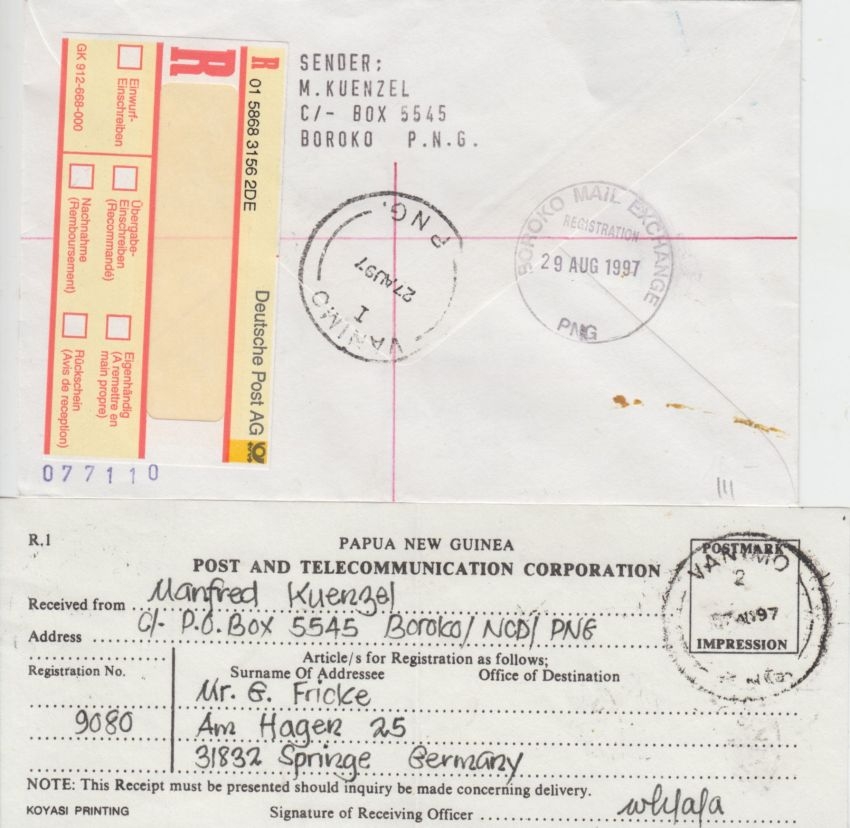 SENDER:
M.KUENZEL
C/- BOX 5545
BOROKO P.N.G.
R
R
01 5868 3156 2DE
Deutsche Post AG
GK 912-668-000
Einwurf-
Einschreiben
Übergabe-
Einschreiben
(Recommandé)
Nachnahme
(Remboursement)
Eigenhändig
(A remettre en
main propre)
Rückschein
(Avis de réception)
077110
VANIMO
1
27AU97
P.N.G.
BOROKO MAIL EXCHANGE
REGISTRATION
29 AUG 1997
PNG
R.1
PAPUA NEW GUINEA
POST AND TELECOMMUNICATION CORPORATION
POSTMARK
VANIMO
2
AU97
IMPRESSION
Received from Manfred Kuenzel
Address C/- P.O.Box 5545 Boroko/NCD/PNG
Article/s for Registration as follows;
Registration No.
Surname Of Addressee
Office of Destination
Mr. G. Fricke
9080
Am Hagen 25
31832 Springe Germany
NOTE: This Receipt must be presented should inquiry be made concerning delivery.
KOYASI PRINTING
Signature of Receiving Officer